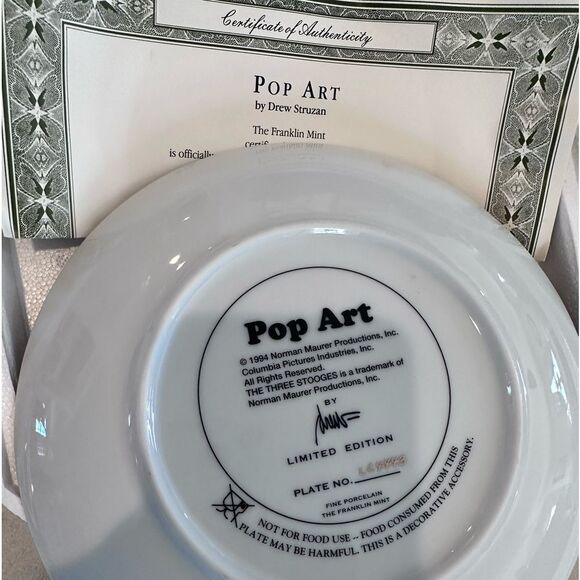 Certificate of Authenticity
POP ART
by Drew Struzan
The Franklin Mint
is officially
Pop Art
© 1994 Norman Maurer Productions, Inc.
Columbia Pictures Industries, Inc.
All Rights Reserved.
THE THREE STOOGES is a trademark of
Norman Maurer Productions, Inc.
BY
LIMITED EDITION
PLATE NO.
FINE PORCELAIN
THE FRANKLIN MINT
NOT FOR FOOD USE -- FOOD CONSUMED FROM THIS
PLATE MAY BE HARMFUL. THIS IS A DECORATIVE ACCESSORY.